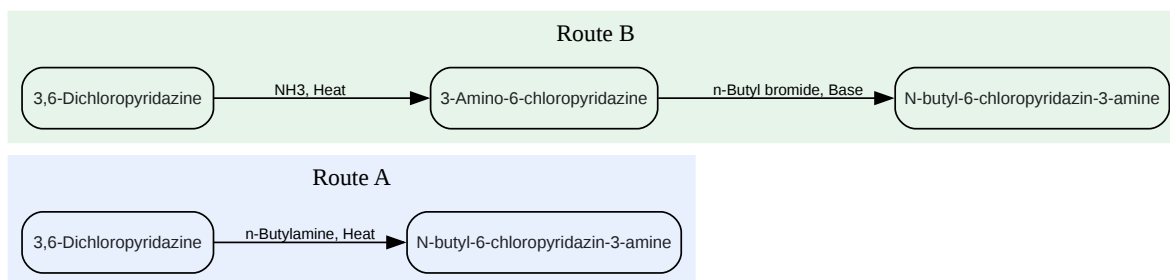 Route B
3,6-Dichloropyridazine
NH3, Heat
3-Amino-6-chloropyridazine
n-Butyl bromide, Base
N-butyl-6-chloropyridazin-3-amine
Route A
3,6-Dichloropyridazine
n-Butylamine, Heat
N-butyl-6-chloropyridazin-3-amine